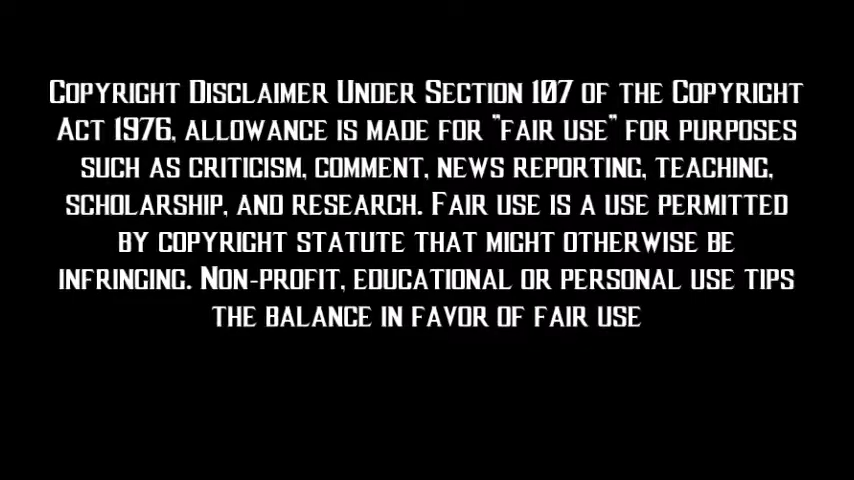 Copyright Disclaimer Under Section 107 of the Copyright
Act 1976, allowance is made for "fair use" for purposes
such as criticism, comment, news reporting, teaching,
scholarship, and research. Fair use is a use permitted
by copyright statute that might otherwise be
infringing. Non-profit, educational or personal use tips
the balance in favor of fair use